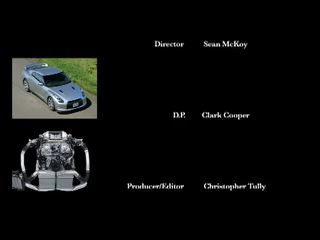 Director Sean McKoy
D.P. Clark Cooper
Producer/Editor Christopher Tully